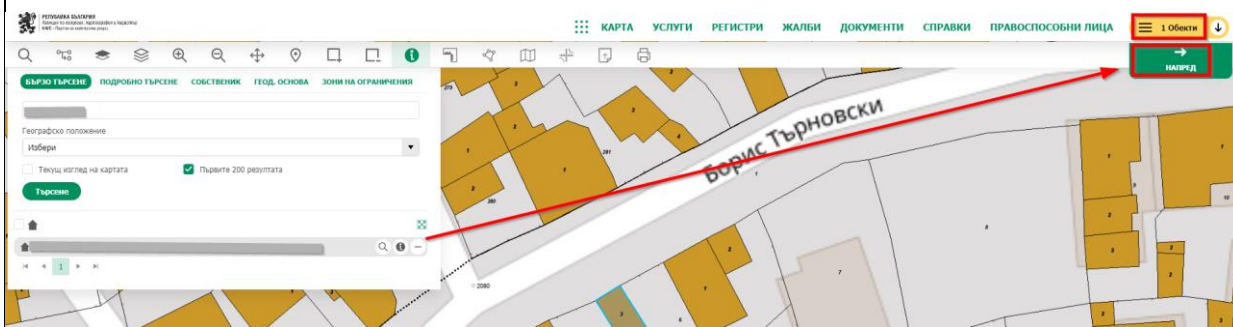 РЕПУБЛИКА БЪЛГАРИЯ
КАРТА УСЛУГИ РЕГИСТРИ ЖАЛБИ ДОКУМЕНТИ СПРАВКИ ПРАВОСПОСОБНИ ЛИЦА
1 Обекти
НАПРЕД
БЪРЗО ТЪРСЕНЕ ПОДРОБНО ТЪРСЕНЕ СОБСТВЕНИК ГЕОД. ОСНОВА ЗОНИ НА ОГРАНИЧЕНИЯ
Географско положение
Избери
Текущ изглед на картата Първите 200 резултата
Търсене
1
Борис Търновски
2080